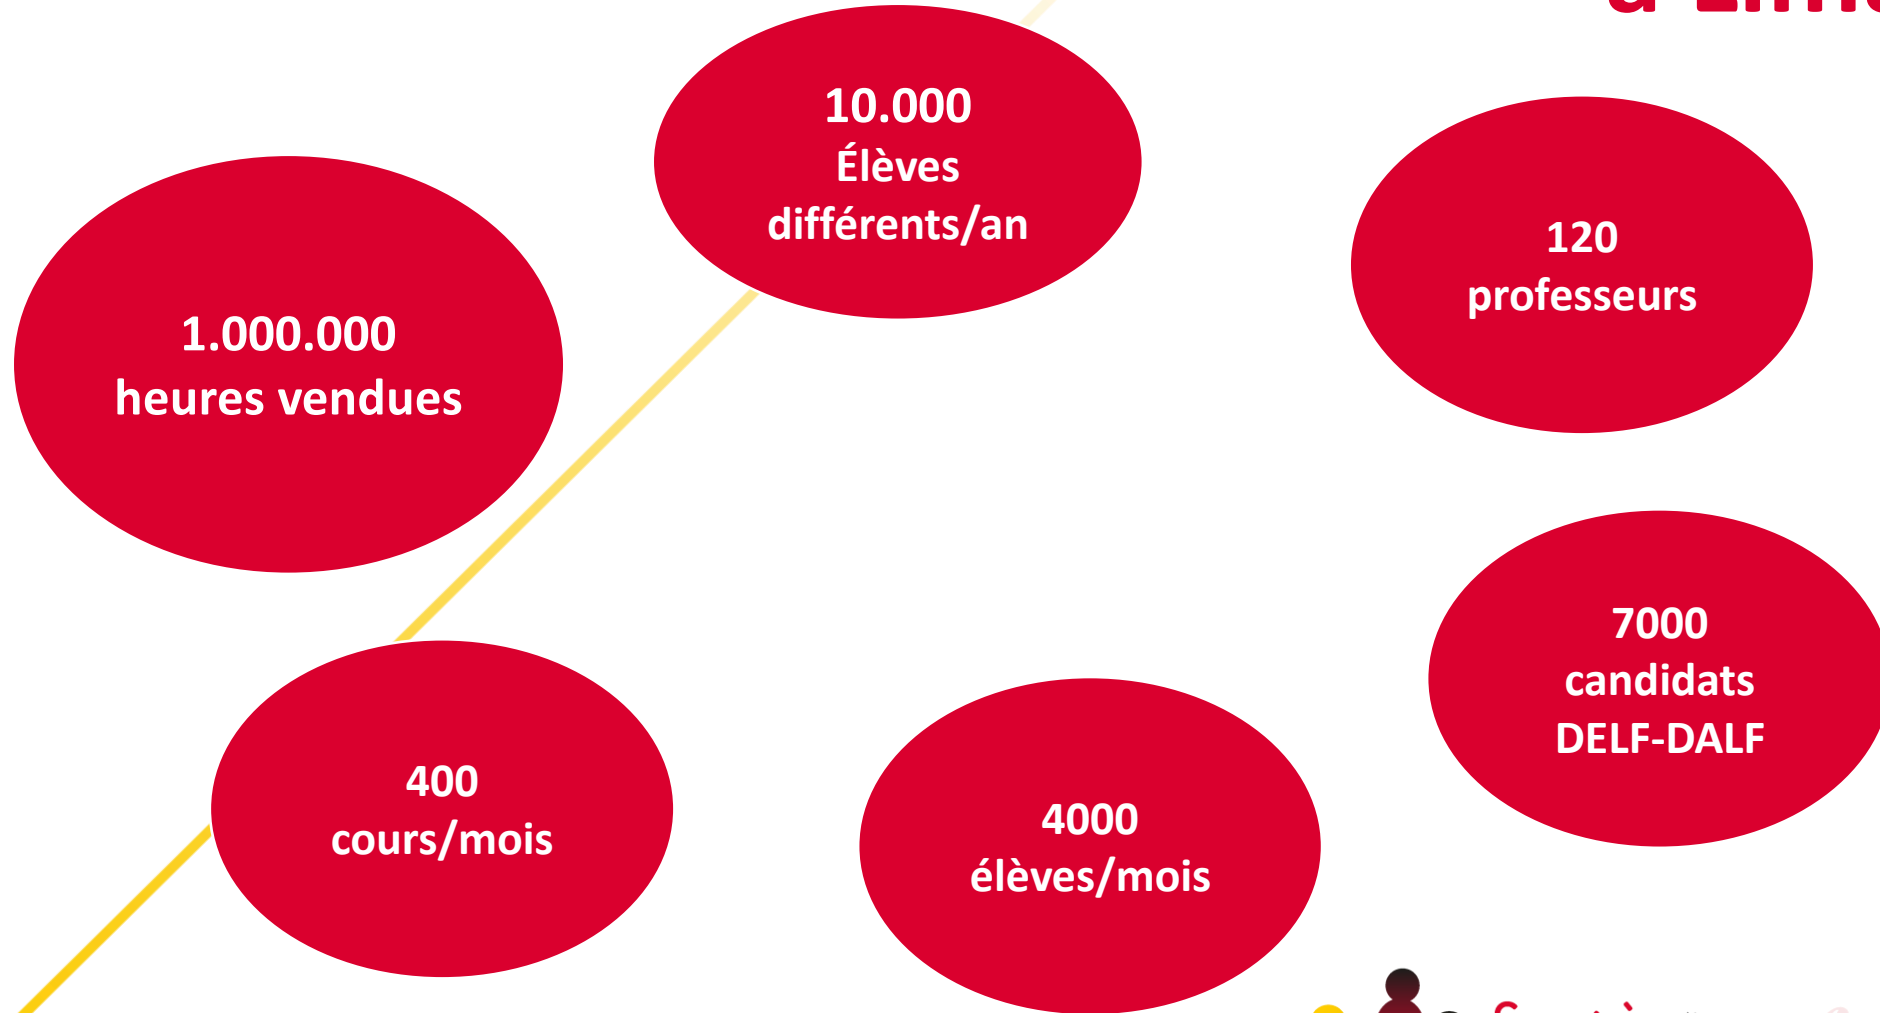 10.000
Élèves
différents/an
120
professeurs
1.000.000
heures vendues
7000
candidats
DELF-DALF
400
cours/mois
4000
élèves/mois